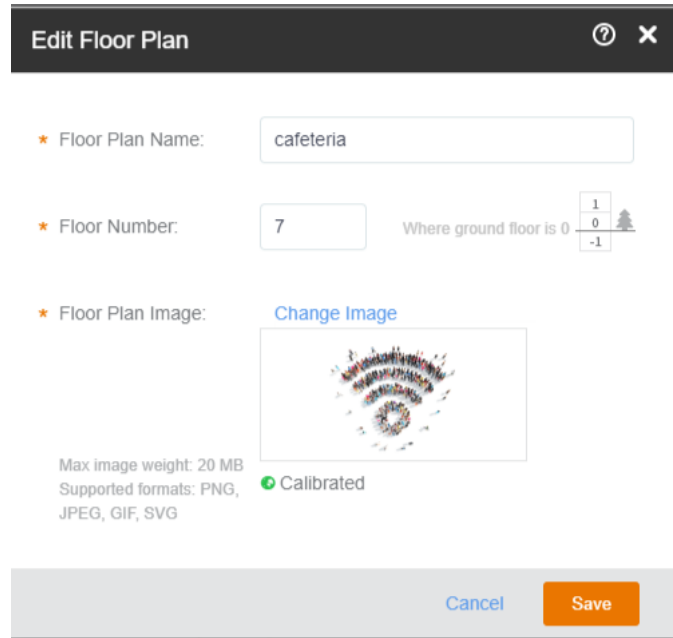 Edit Floor Plan
* Floor Plan Name:
cafeteria
* Floor Number:
7
Where ground floor is 0
1
0
-1
* Floor Plan Image:
Change Image
Max image weight: 20 MB
Supported formats: PNG,
JPEG, GIF, SVG
Calibrated
Cancel
Save